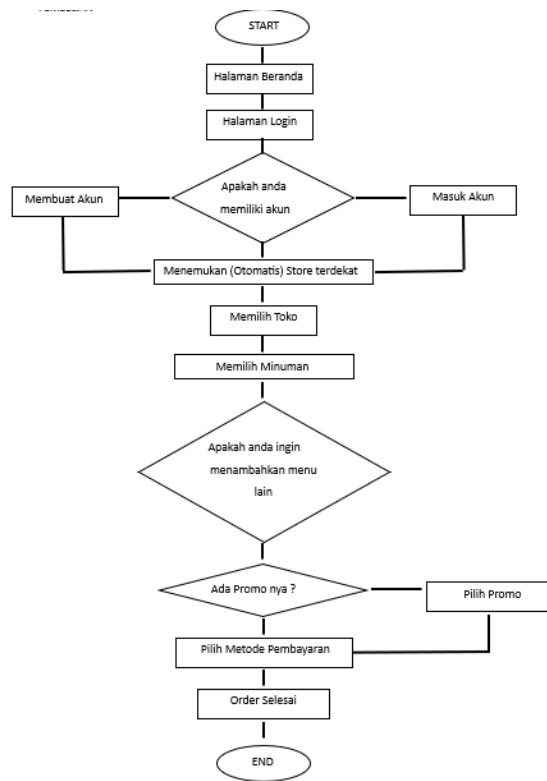 START
Halaman Beranda
Halaman Login
Apakah anda
memiliki akun
Membuat Akun
Masuk Akun
Menemukan (Otomatis) Store terdekat
Memilih Toko
Memilih Minuman
Apakah anda ingin
menambahkan menu
lain
Ada Promo nya ?
Pilih Promo
Pilih Metode Pembayaran
Order Selesai
END